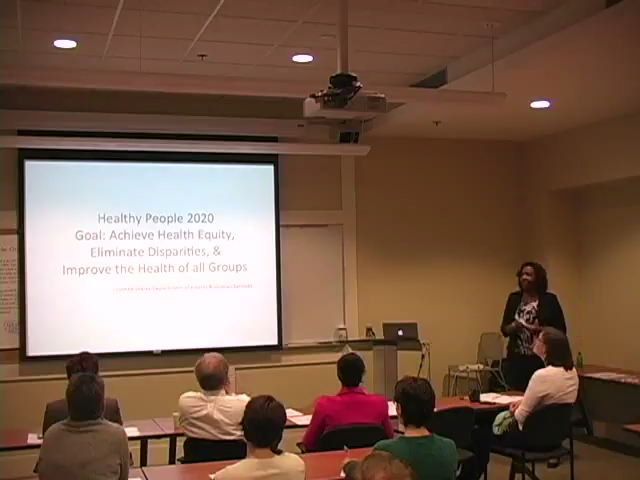 Healthy People 2020
Goal: Achieve Health Equity,
Eliminate Disparities, &
Improve the Health of all Groups